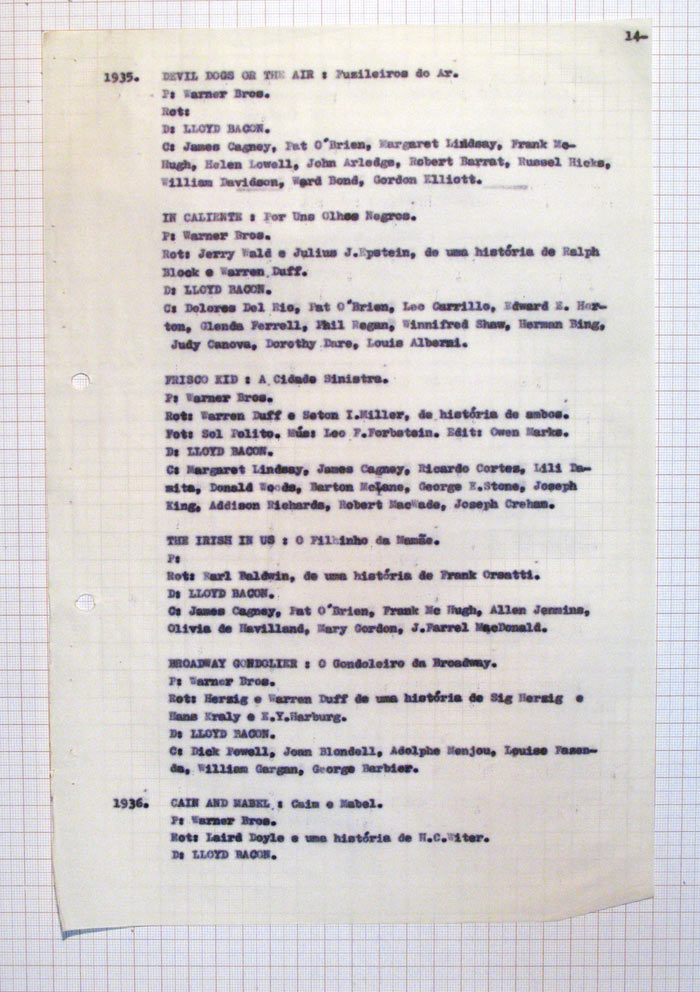 14-
1935. DEVIL DOGS OR THE AIR : Fuzileiros do Ar.
P: Warner Bros.
Rot:
D: LLOYD BACON.
C: James Cagney, Pat O'Brien, Margaret Lindsay, Frank Mc-
Hugh, Helen Lowell, John Arledge, Robert Barrat, Russel Hicks,
William Davidson, Ward Bond, Gordon Elliott.
IN CALIENTE : Por Uns Olhos Negros.
P: Warner Bros.
Rot: Jerry Wald e Julius J.Epstein, de uma história de Ralph
Block e Warren Duff.
D: LLOYD BACON.
C: Dolores Del Rio, Pat O'Brien, Leo Carrillo, Edward E. Hor-
ton, Glenda Farrell, Phil Regan, Winnifred Shaw, Herman Bing,
Judy Canova, Dorothy Dare, Louis Alberni.
FRISCO KID : A Cidade Sinistra.
P: Warner Bros.
Rot: Warren Duff e Seton I.Miller, de história de ambos.
Fot: Sol Polito. Mús: Leo F.Forbstein. Edit: Owen Marks.
D: LLOYD BACON.
C: Margaret Lindsay, James Cagney, Ricardo Cortez, Lili Da-
mita, Donald Woods, Barton McLane, George E.Stone, Joseph
King, Addison Richards, Robert MacWade, Joseph Creham.
THE IRISH IN US : O Filhinho da Mamãe.
P:
Rot: Earl Baldwin, de uma história de Frank Orsatti.
D: LLOYD BACON.
C: James Cagney, Pat O'Brien, Frank Mc Hugh, Allen Jenmins,
Olivia de Havilland, Mary Gordon, J.Farrel MacDonald.
BROADWAY GONDOLIER : O Gondoleiro da Broadway.
P: Warner Bros.
Rot: Herzig e Warren Duff de uma história de Sig Herzig e
Hans Kraly e E.Y.Harburg.
D: LLOYD BACON.
C: Dick Powell, Joan Blondell, Adolphe Menjou, Louise Fazen-
da, William Gargan, George Barbier.
1936. CAIN AND MABEL : Caim e Mabel.
P: Warner Bros.
Rot: Laird Doyle e uma história de H.C.Witer.
D: LLOYD BACON.